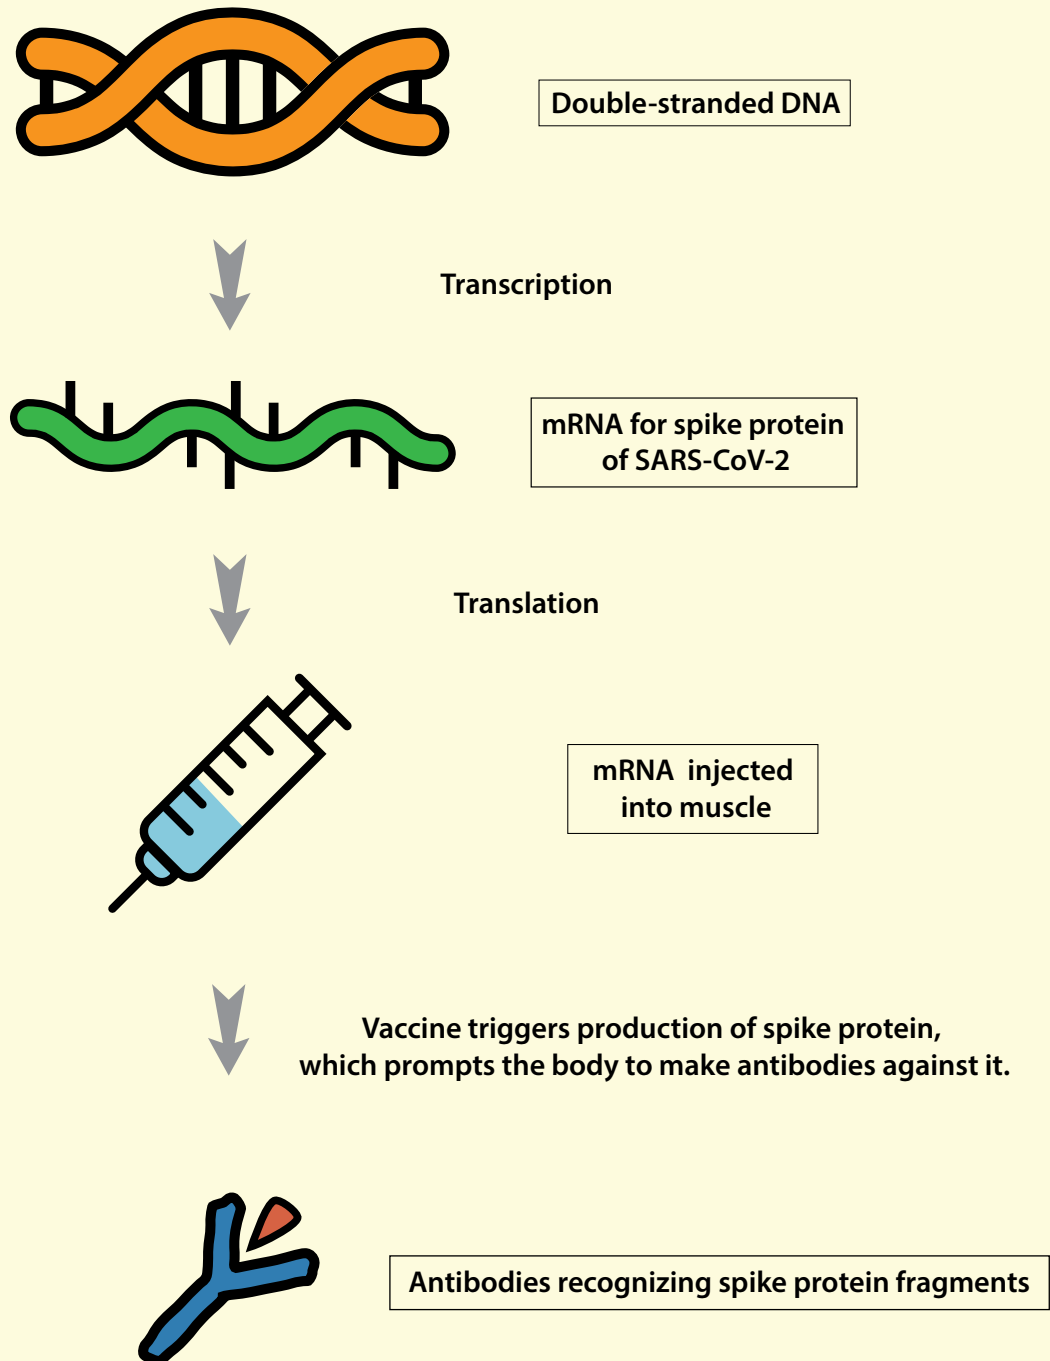 Double-stranded DNA
Transcription
mRNA for spike protein
of SARS-CoV-2
Translation
mRNA  injected
into muscle
Vaccine triggers production of spike protein,
which prompts the body to make antibodies against it.
Antibodies recognizing spike protein fragments